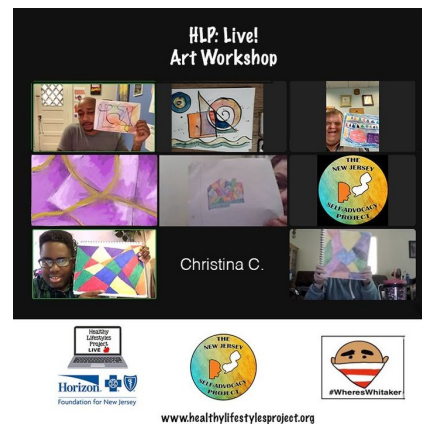 HLP: Live!
Art Workshop
THE
NEW JERSEY
SELF-ADVOCACY
PROJECT
Christina C.
Healthy
Lifestyles
Project
LIVE
Horizon
Foundation for New Jersey
THE
NEW JERSEY
SELF-ADVOCACY
PROJECT
#WheresWhitaker
www.healthylifestylesproject.org